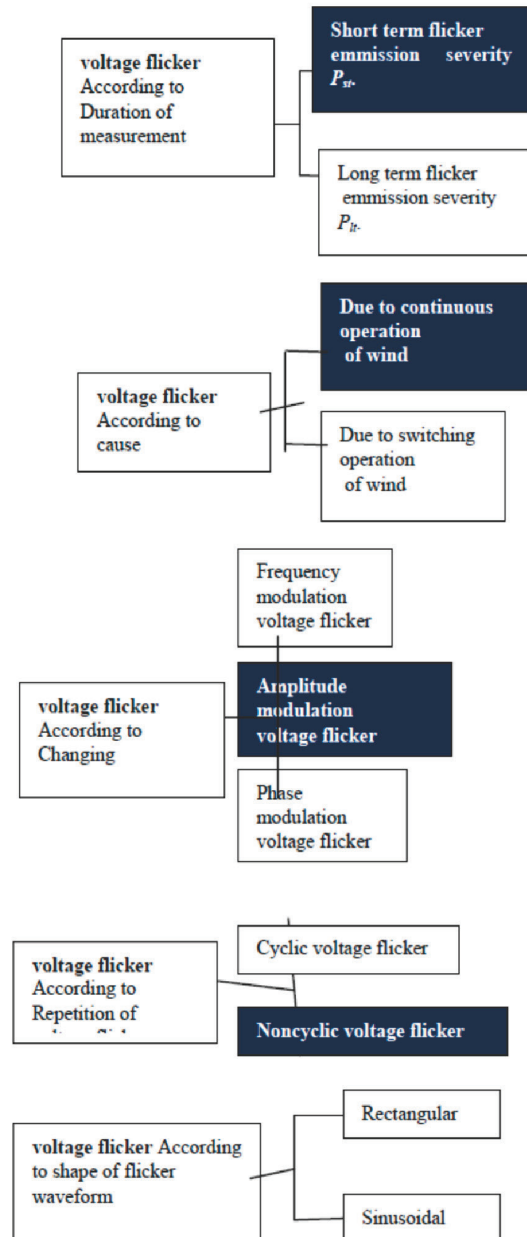 voltage flicker
According to
Duration of
measurement
Short term flicker
emmission severity
Pst.
Long term flicker
emmission severity
Plt.
voltage flicker
According to
cause
Due to continuous
operation
of wind
Due to switching
operation
of wind
voltage flicker
According to
Changing
Frequency
modulation
voltage flicker
Amplitude
modulation
voltage flicker
Phase
modulation
voltage flicker
voltage flicker
According to
Repetition of
Cyclic voltage flicker
Noncyclic voltage flicker
voltage flicker According
to shape of flicker
waveform
Rectangular
Sinusoidal